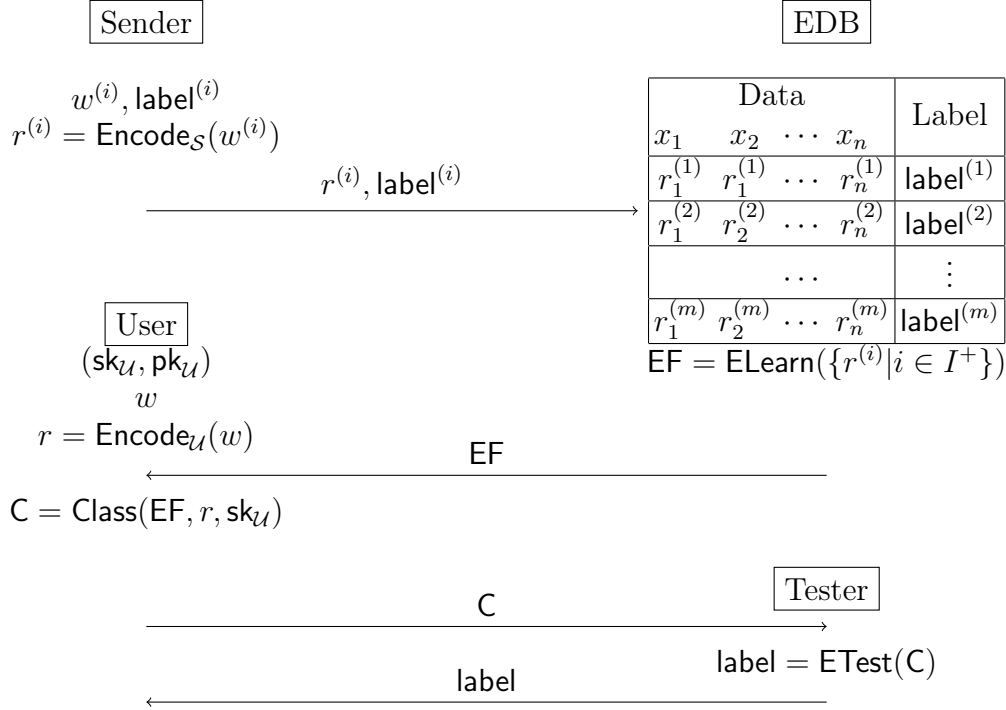 Sender
EDB
w^{(i)}, label^{(i)}
r^{(i)} = Encode_𝒮(w^{(i)})
r^{(i)}, label^{(i)}
Data Label
x_1 x_2 ⋯ x_n
r_1^{(1)} r_1^{(1)} ⋯ r_n^{(1)} label^{(1)}
r_1^{(2)} r_2^{(2)} ⋯ r_n^{(2)} label^{(2)}
⋯ ⋮
r_1^{(m)} r_2^{(m)} ⋯ r_n^{(m)} label^{(m)}
EF = ELearn({r^{(i)}|i ∈ I^+})
User
(sk_𝒰, pk_𝒰)
w
r = Encode_𝒰(w)
EF
C = Class(EF, r, sk_𝒰)
Tester
C
label = ETest(C)
label